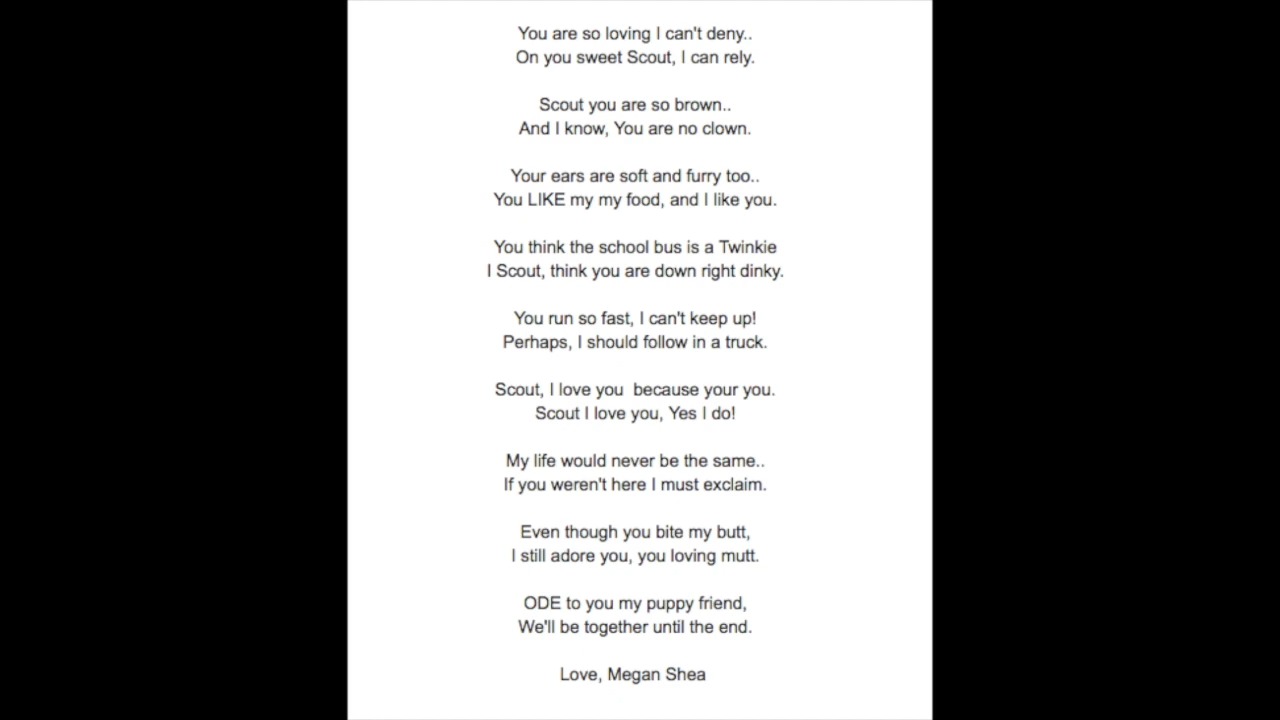 You are so loving I can't deny..
On you sweet Scout, I can rely.
Scout you are so brown..
And I know, You are no clown.
Your ears are soft and furry too..
You LIKE my my food, and I like you.
You think the school bus is a Twinkie
I Scout, think you are down right dinky.
You run so fast, I can't keep up!
Perhaps, I should follow in a truck.
Scout, I love you  because your you.
Scout I love you, Yes I do!
My life would never be the same..
If you weren't here I must exclaim.
Even though you bite my butt,
I still adore you, you loving mutt.
ODE to you my puppy friend,
We'll be together until the end.
Love, Megan Shea